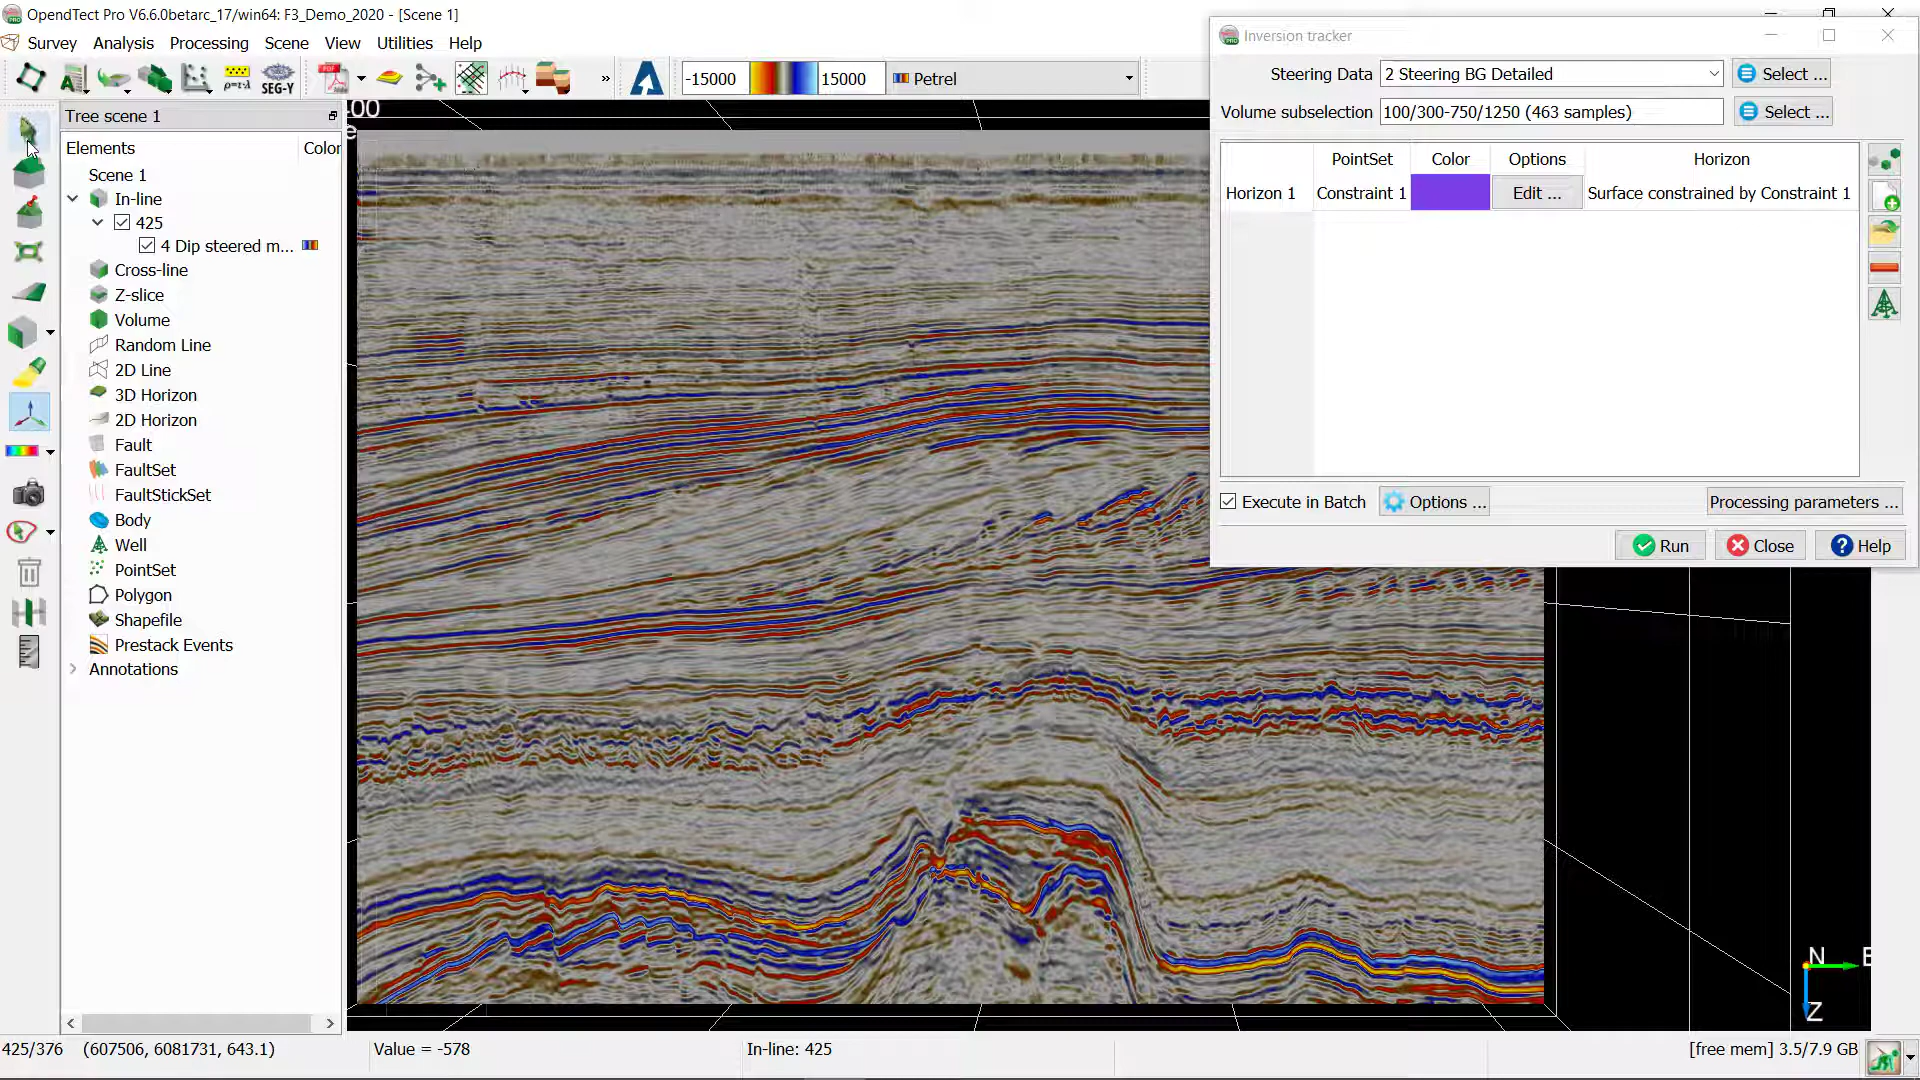 OpendTect Pro V6.6.0betarc_17/win64: F3_Demo_2020 - [Scene 1]
Survey Analysis Processing Scene View Utilities Help
PDF SEG-Y -15000 15000 Petrel
Tree scene 1
Elements Color
Scene 1
In-line
425
4 Dip steered m...
Cross-line
Z-slice
Volume
Random Line
2D Line
3D Horizon
2D Horizon
Fault
FaultSet
FaultStickSet
Body
Well
PointSet
Polygon
Shapefile
Prestack Events
Annotations
00
e
Inversion tracker
Steering Data 2 Steering BG Detailed Select ...
Volume subselection 100/300-750/1250 (463 samples) Select ...
PointSet Color Options Horizon
Horizon 1 Constraint 1 Edit ... Surface constrained by Constraint 1
Execute in Batch Options ... Processing parameters ...
Run Close Help
N E
Z
425/376 (607506, 6081731, 643.1) Value = -578 In-line: 425 [free mem] 3.5/7.9 GB